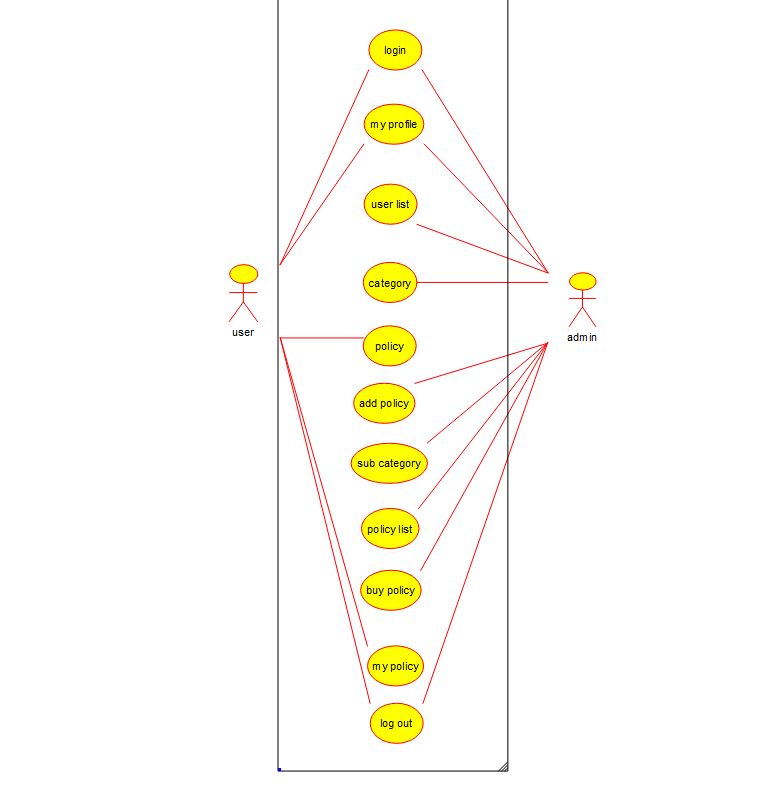 login
my profile
user list
category
user
admin
policy
add policy
sub category
policy list
buy policy
my policy
log out